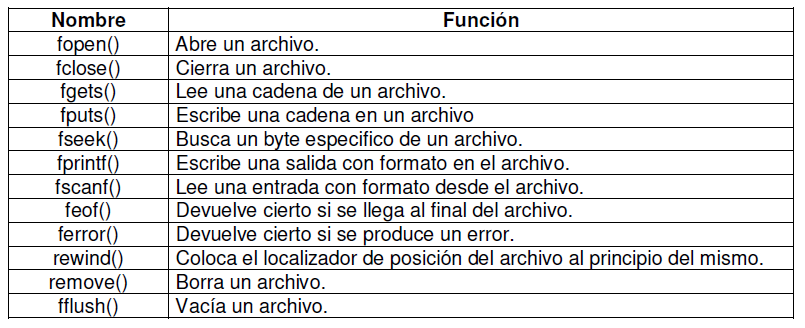 Nombre Función
fopen() Abre un archivo.
fclose() Cierra un archivo.
fgets() Lee una cadena de un archivo.
fputs() Escribe una cadena en un archivo
fseek() Busca un byte especifico de un archivo.
fprintf() Escribe una salida con formato en el archivo.
fscanf() Lee una entrada con formato desde el archivo.
feof() Devuelve cierto si se llega al final del archivo.
ferror() Devuelve cierto si se produce un error.
rewind() Coloca el localizador de posición del archivo al principio del mismo.
remove() Borra un archivo.
fflush() Vacía un archivo.